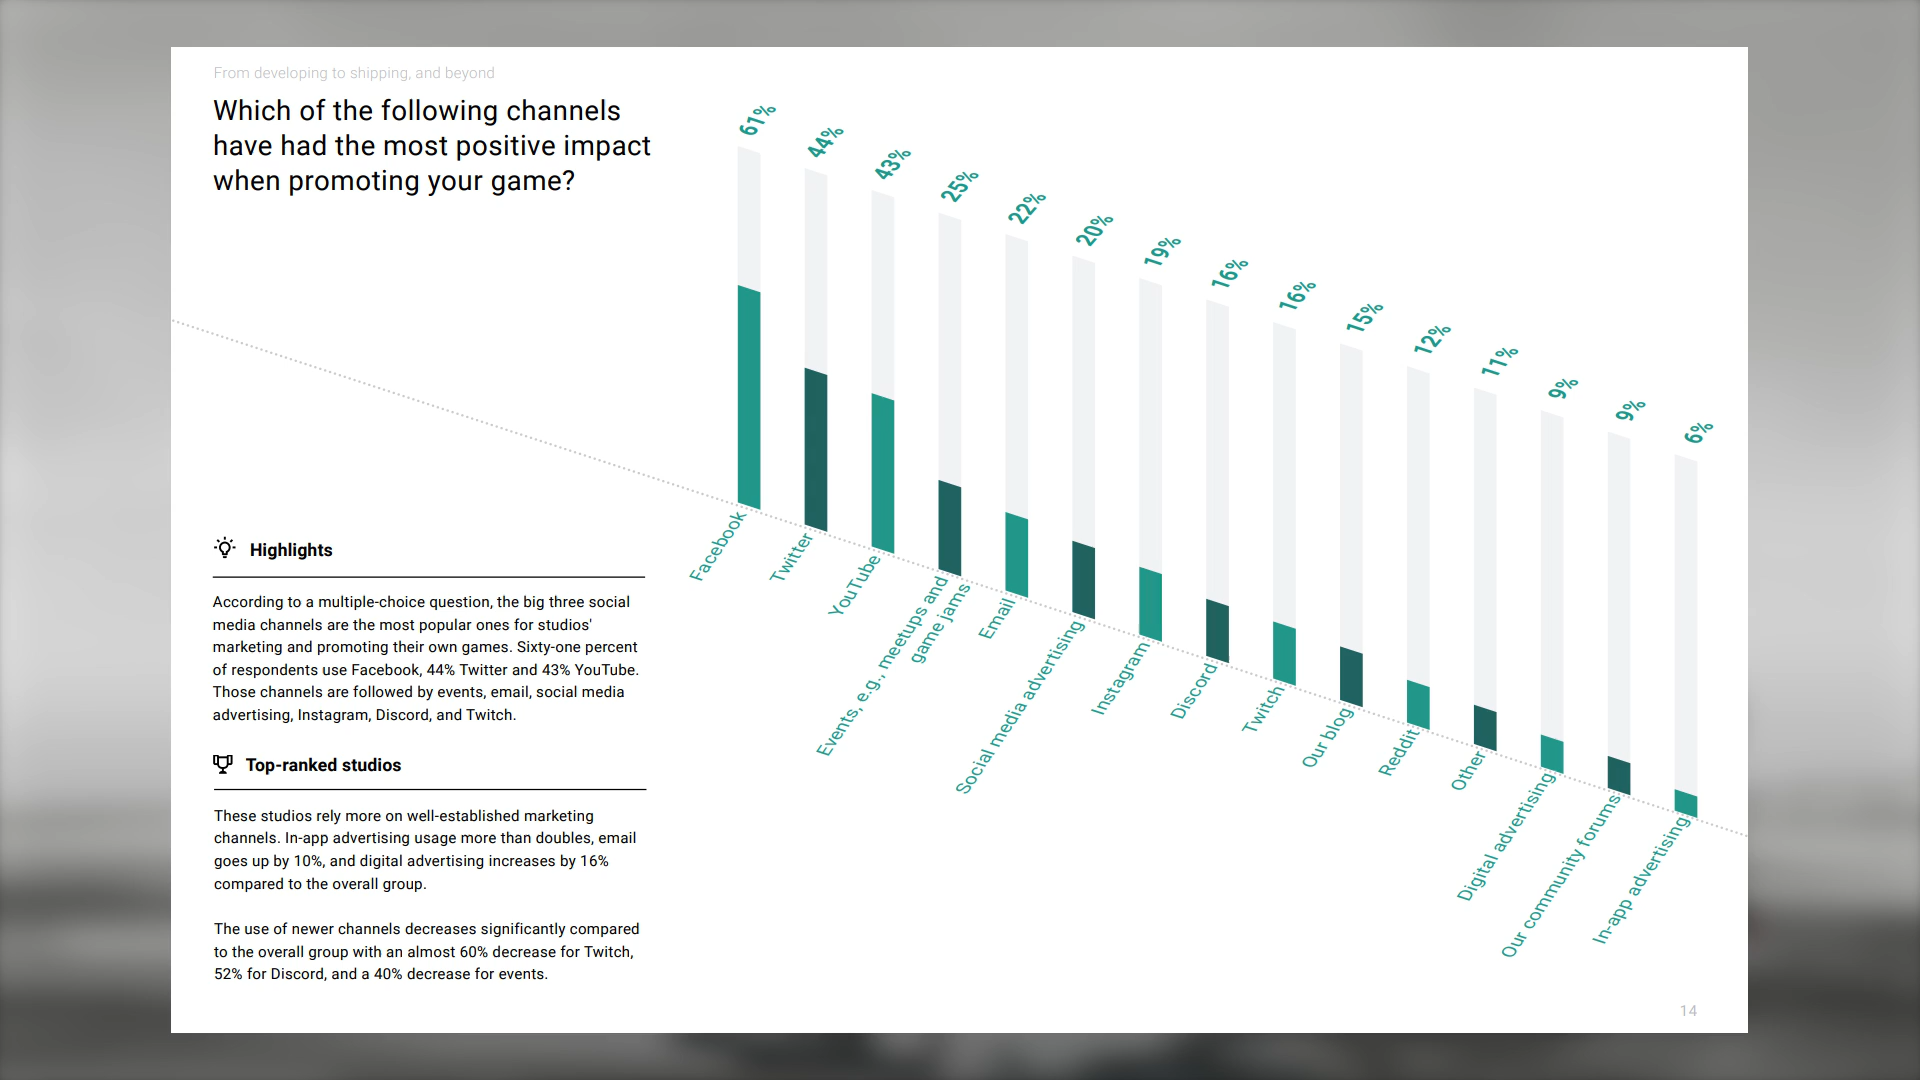 From developing to shipping, and beyond
Which of the following channels
have had the most positive impact
when promoting your game?
61%
44%
43%
25%
22%
20%
19%
16%
16%
15%
12%
11%
9%
9%
6%
Facebook
Twitter
YouTube
Events, e.g., meetups and
game jams
Email
Social media advertising
Instagram
Discord
Twitch
Our blog
Reddit
Other
Digital advertising
Our community forums
In-app advertising
Highlights
According to a multiple-choice question, the big three social
media channels are the most popular ones for studios'
marketing and promoting their own games. Sixty-one percent
of respondents use Facebook, 44% Twitter and 43% YouTube.
Those channels are followed by events, email, social media
advertising, Instagram, Discord, and Twitch.
Top-ranked studios
These studios rely more on well-established marketing
channels. In-app advertising usage more than doubles, email
goes up by 10%, and digital advertising increases by 16%
compared to the overall group.
The use of newer channels decreases significantly compared
to the overall group with an almost 60% decrease for Twitch,
52% for Discord, and a 40% decrease for events.
14